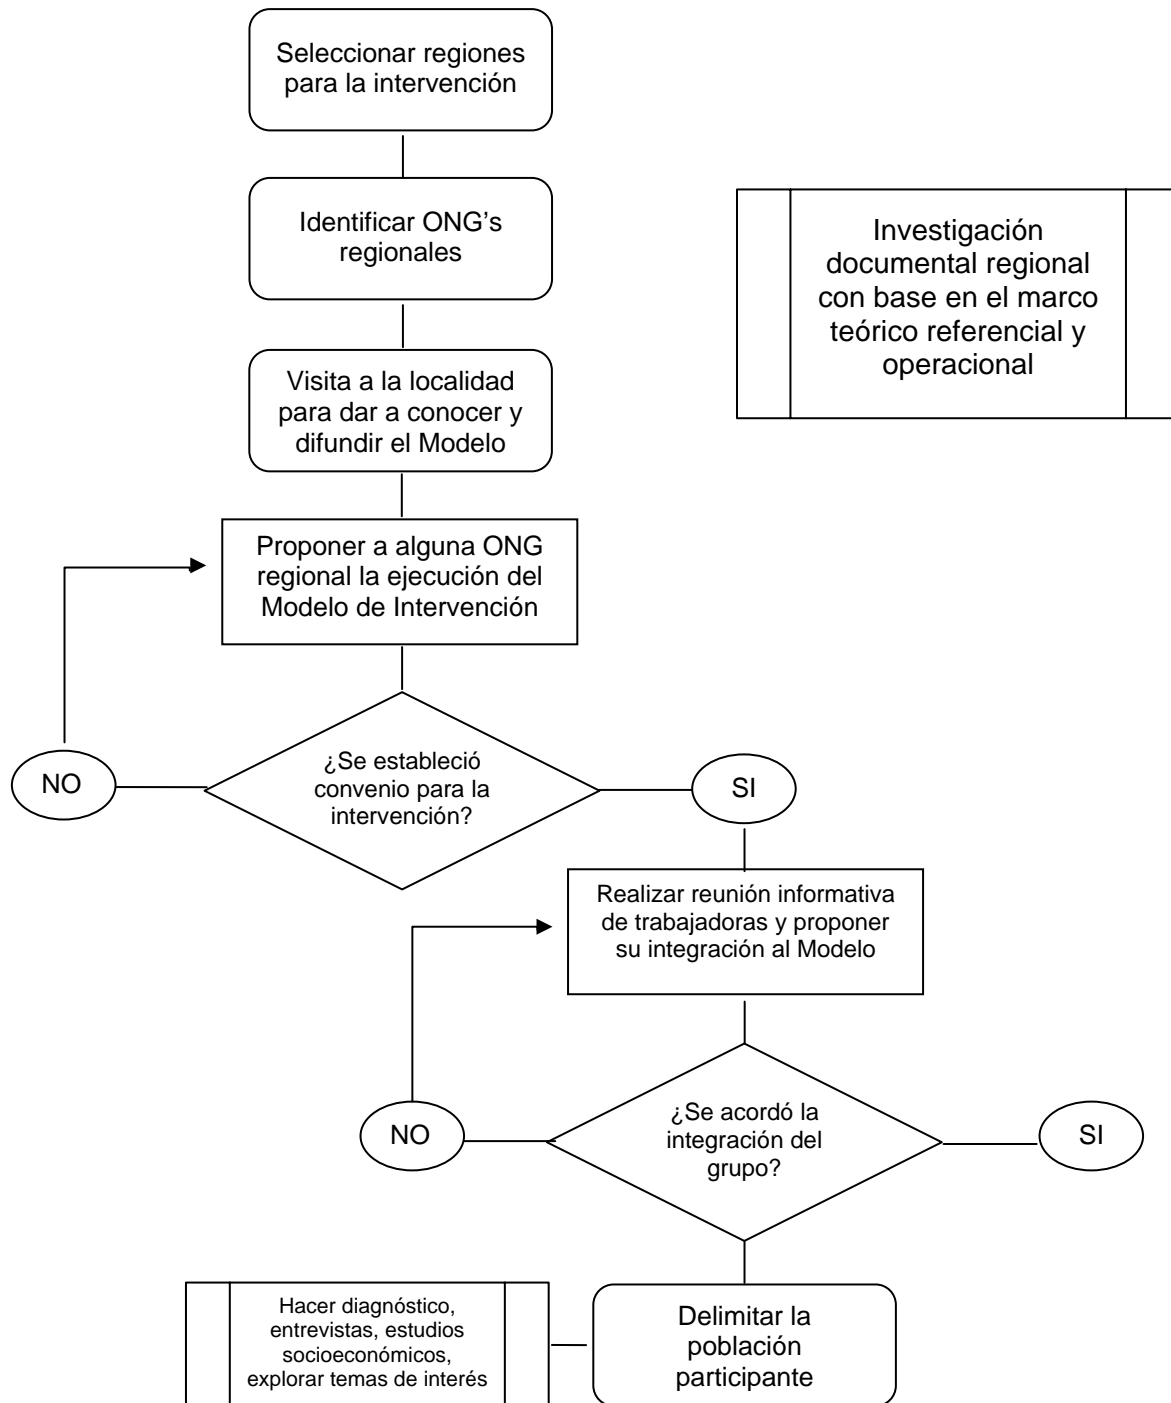 Seleccionar regiones
para la intervención
Identificar ONG’s
regionales
Investigación
documental regional
con base en el marco
teórico referencial y
operacional
Visita a la localidad
para dar a conocer y
difundir el Modelo
Proponer a alguna ONG
regional la ejecución del
Modelo de Intervención
¿Se estableció
convenio para la
intervención?
NO
SI
Realizar reunión informativa
de trabajadoras y proponer
su integración al Modelo
¿Se acordó la
integración del
grupo?
NO
SI
Hacer diagnóstico,
entrevistas, estudios
socioeconómicos,
explorar temas de interés
Delimitar la
población
participante